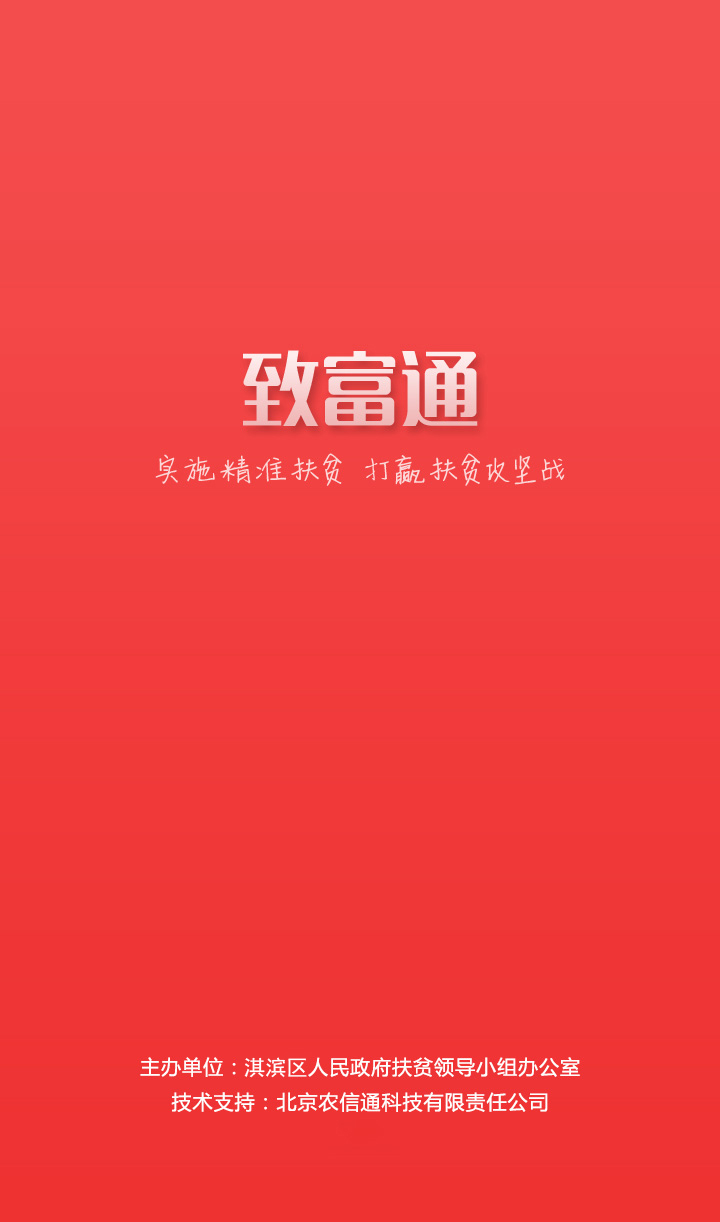 致富通
实施精准扶贫 打赢扶贫攻坚战
主办单位：淇滨区人民政府扶贫领导小组办公室
技术支持：北京农信通科技有限责任公司